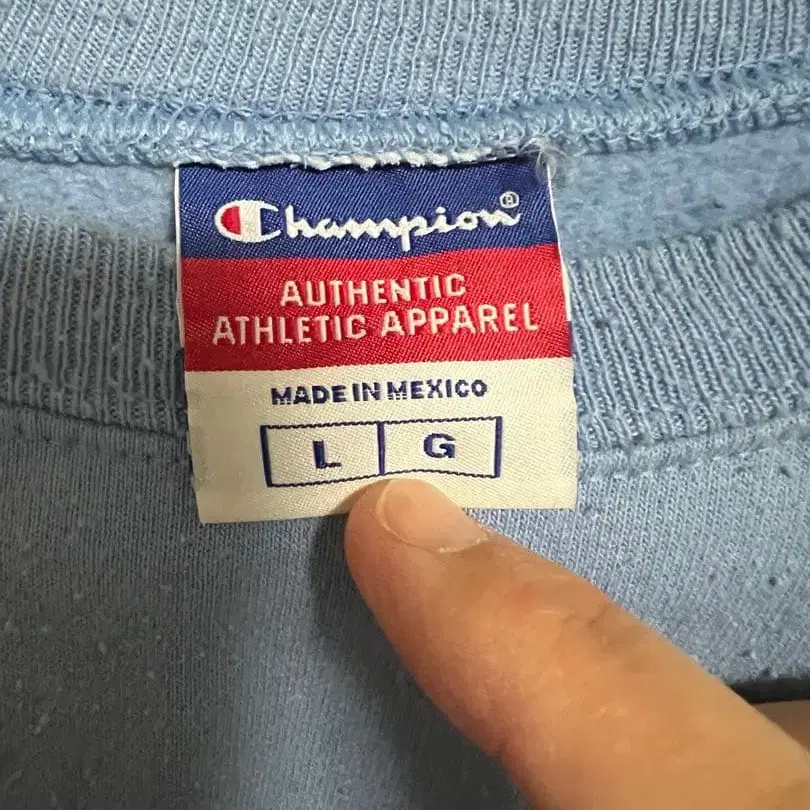 Champion®
AUTHENTIC
ATHLETIC APPAREL
MADE IN MEXICO
L G